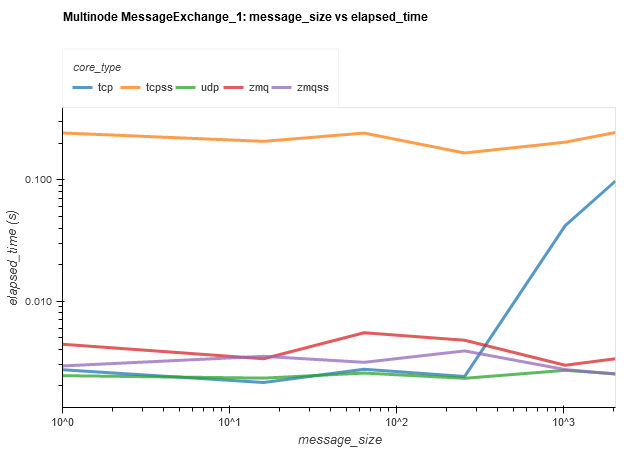 Multinode MessageExchange_1: message_size vs elapsed_time
core_type
tcp tcpss udp zmq zmqss
0.100
0.010
elapsed_time (s)
10^0 10^1 10^2 10^3
message_size